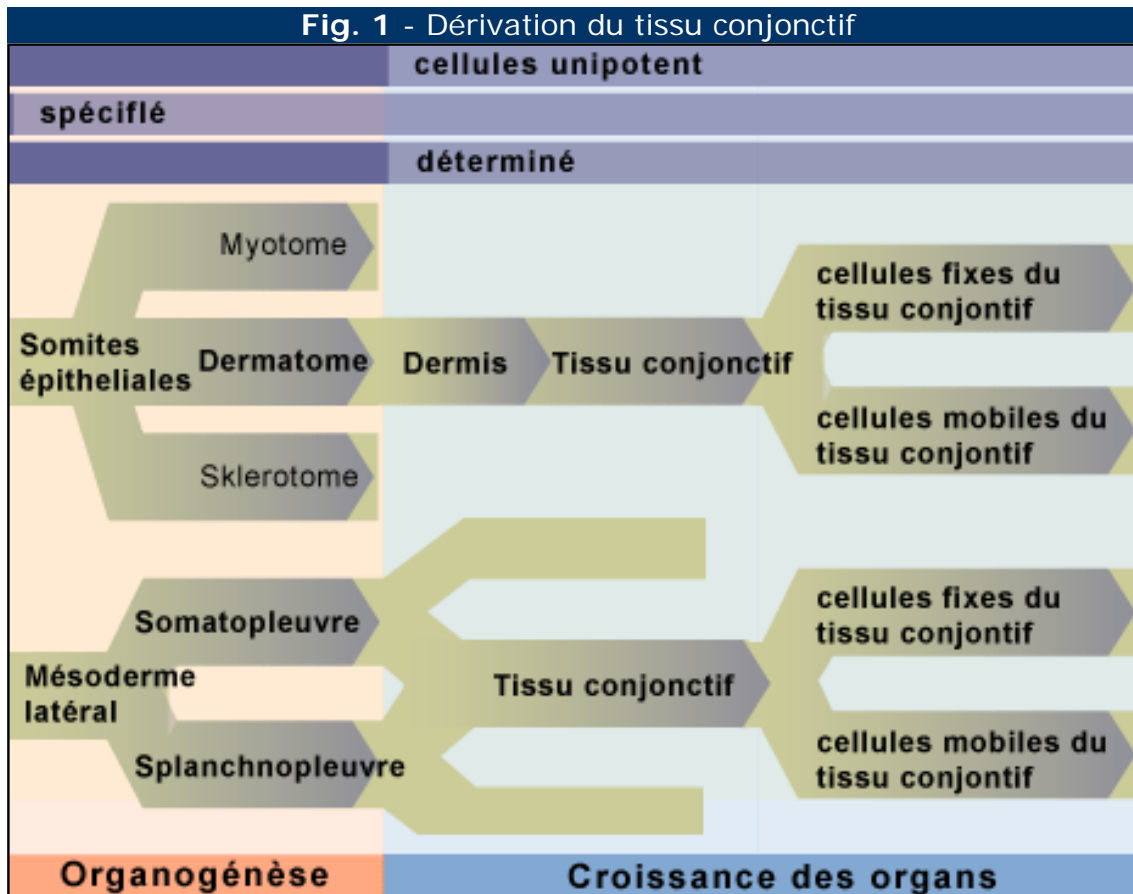 Fig. 1 - Dérivation du tissu conjonctif
cellules unipotent
spéciflé
déterminé
Myotome
Somites
épitheliales
Dermatome
Dermis
Tissu conjonctif
cellules fixes du
tissu conjontif
cellules mobiles du
tissu conjontif
Sklerotome
Somatopleuvre
Mésoderme
latéral
Splanchnopleuvre
Tissu conjonctif
cellules fixes du
tissu conjontif
cellules mobiles du
tissu conjontif
Organogénèse
Croissance des organs